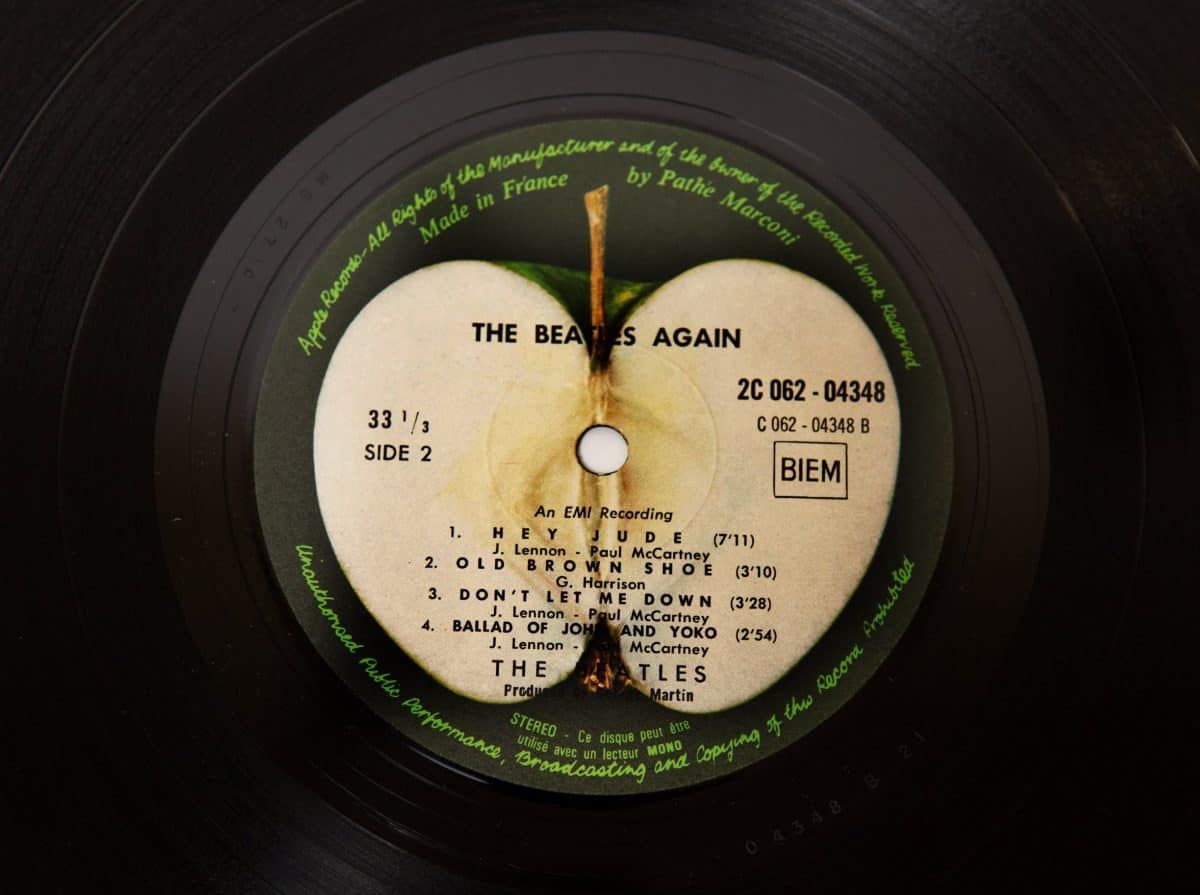 Apple Records - All Rights of the Manufacturer and of the Owner of the Recorded Work Reserved
Made in France by Pathé Marconi
THE BEATLES AGAIN
2C 062 - 04348
C 062 - 04348 B
BIEM
33 1/3
SIDE 2
An EMI Recording
1. HEY JUDE (7'11)
J. Lennon - Paul McCartney
2. OLD BROWN SHOE (3'10)
G. Harrison
3. DON'T LET ME DOWN (3'28)
J. Lennon - Paul McCartney
4. BALLAD OF JOHN AND YOKO (2'54)
J. Lennon - Paul McCartney
THE BEATLES
Produced by George Martin
STEREO - Ce disque peut être
utilisé avec un lecteur MONO
Unauthorised Public Performance, Broadcasting and Copying of this Record Prohibited
04348 B 21